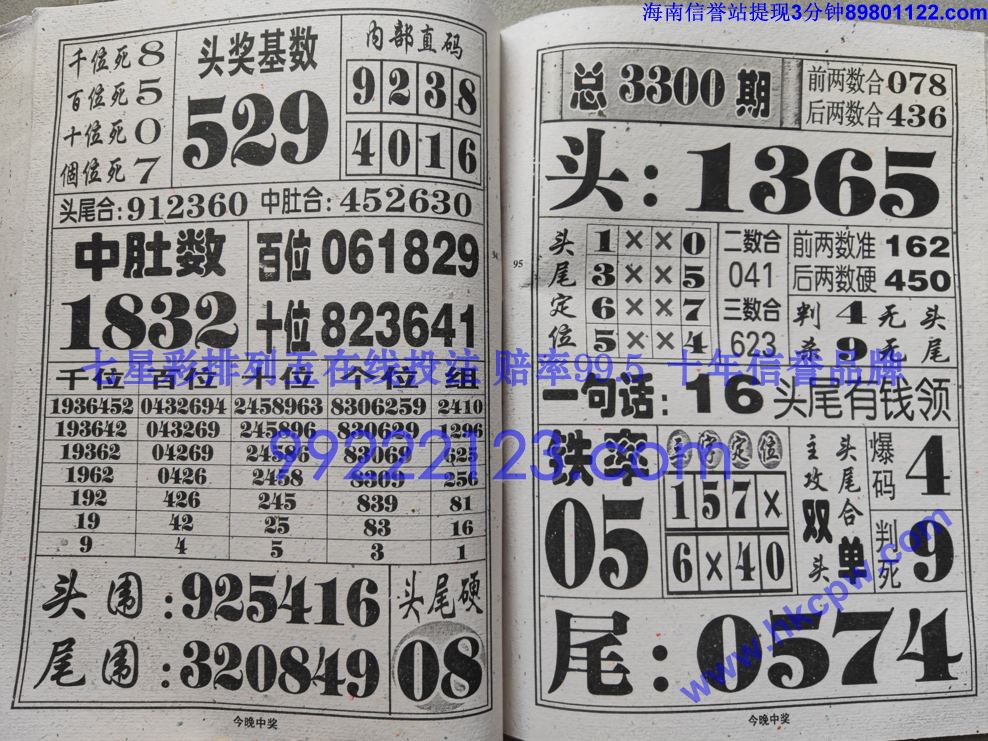 海南信誉站提现3分钟89801122.com
千位死8
百位死5
十位死0
個位死7
头奖基数
529
内部直码
9238
4016
头尾合:912360 中肚合:452630
中肚数
1832
百位061829
十位823641
千位 百位 十位 个位 组
1936452 0432694 2458963 8306259 2410
193642 043269 245896 830629 1296
19362 04269 24586 83069 625
1962 0426 2458 8309 256
192 426 245 839 81
19 42 25 83 16
9 4 5 3 1
头围:925416
尾围:320849
头尾硬
08
今晚中奖
34
95
总3300期
前两数合078
后两数合436
头:1365
头尾定位
1××0
3××5
6××7
5××4
二数合
041
三数合
623
前两数准162
后两数硬450
判4无头
杀9无尾
一句话:16头尾有钱领
铁率
05
三字定位
157×
6×40
主攻双头
头尾合单
爆码4
判死9
尾:0574
今晚中奖
七星彩排列五在线投注 赔率995 十年信誉品牌
99222123.com
www.hkcpw.com